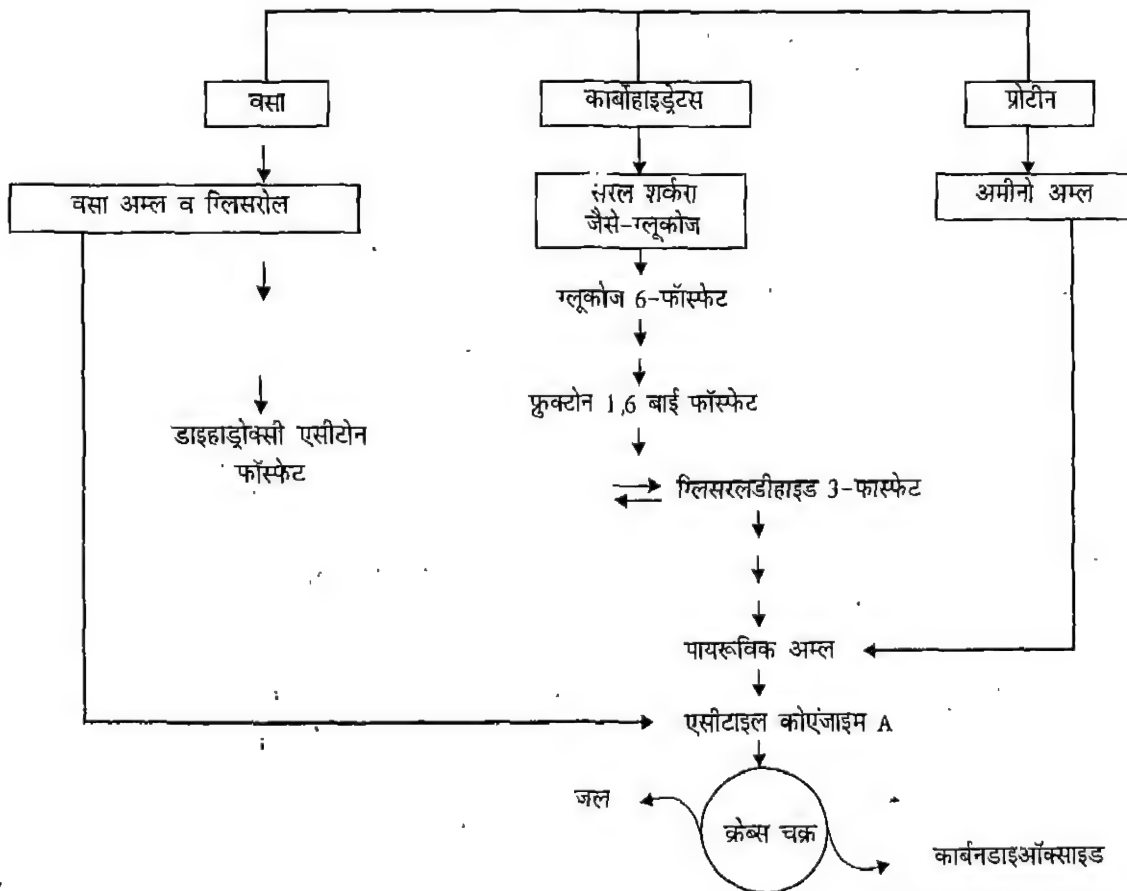 वसा
कार्बोहाइड्रेटस
प्रोटीन
वसा अम्ल व ग्लिसरोल
सरल शर्करा
जैसे-ग्लूकोज
अमीनो अम्ल
ग्लूकोज 6-फॉस्फेट
फ्रुक्टोन 1,6 बाई फॉस्फेट
डाइहाड्रोक्सी एसीटोन
फॉस्फेट
ग्लिसरलडीहाइड 3-फास्फेट
पायरूविक अम्ल
एसीटाइल कोएंजाइम A
जल
क्रेब्स चक्र
कार्बनडाइऑक्साइड